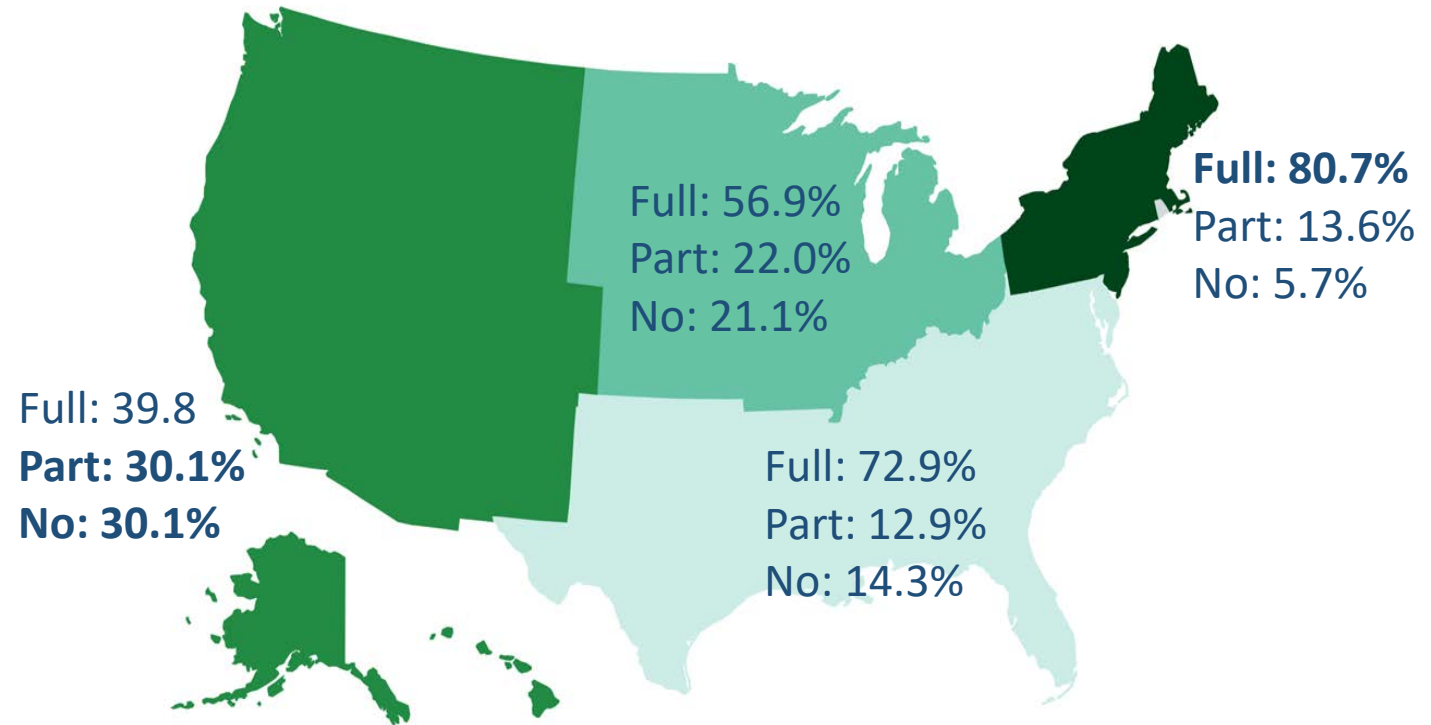 Full: 56.9%
Part: 22.0%
No: 21.1%
Full: 80.7%
Part: 13.6%
No: 5.7%
Full: 39.8
Part: 30.1%
No: 30.1%
Full: 72.9%
Part: 12.9%
No: 14.3%